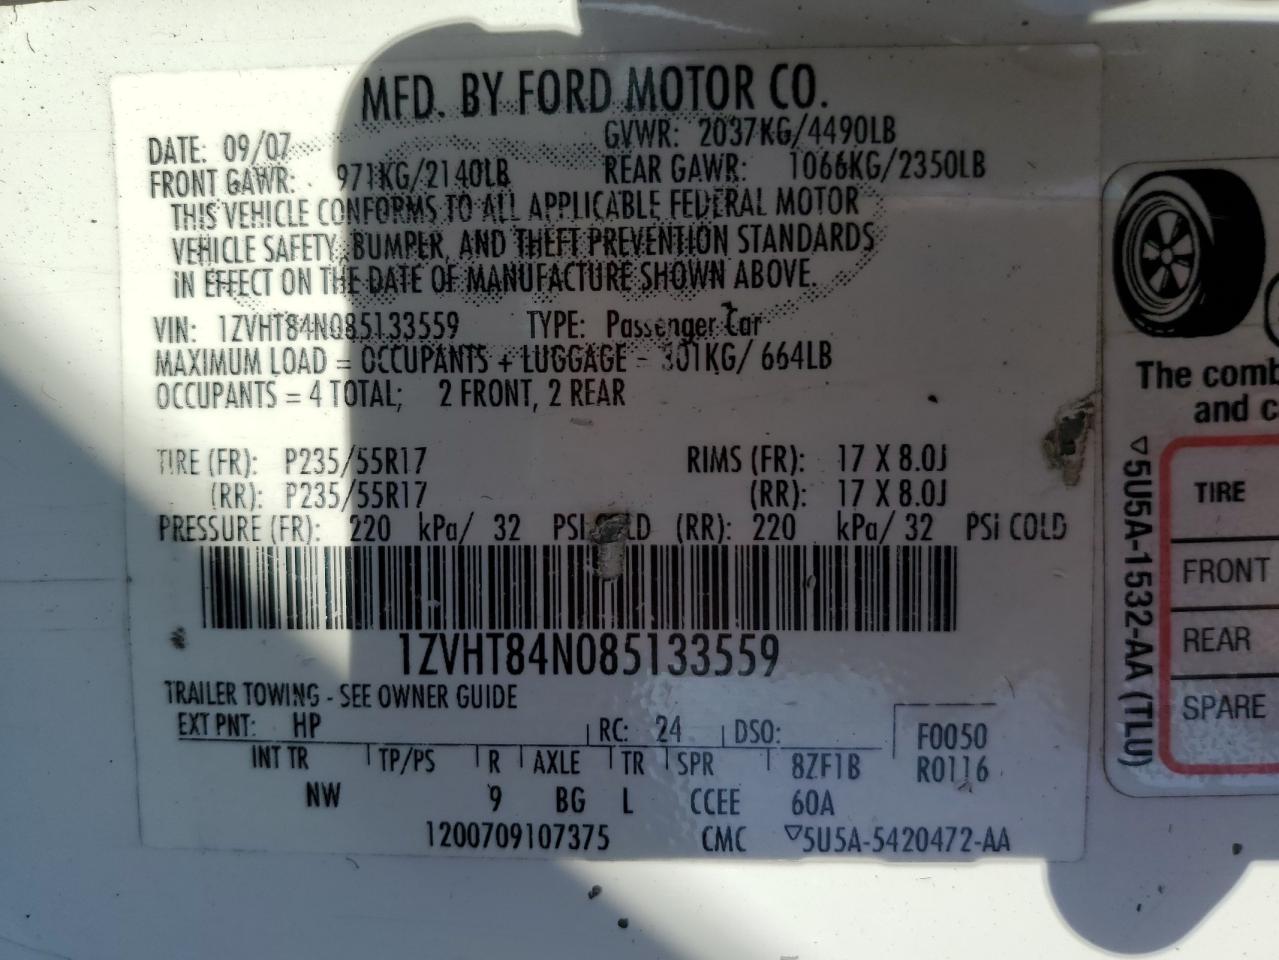 MFD. BY FORD MOTOR CO.
DATE: 09/07 GVWR: 2037KG/4490LB
FRONT GAWR: 971KG/2140LB REAR GAWR: 1066KG/2350LB
THIS VEHICLE CONFORMS TO ALL APPLICABLE FEDERAL MOTOR
VEHICLE SAFETY, BUMPER, AND THEFT PREVENTION STANDARDS
IN EFFECT ON THE DATE OF MANUFACTURE SHOWN ABOVE.
VIN: 1ZVHT84N085133559 TYPE: Passenger Car
MAXIMUM LOAD = OCCUPANTS + LUGGAGE = 301KG/ 664LB
OCCUPANTS = 4 TOTAL; 2 FRONT, 2 REAR
TIRE (FR): P235/55R17 RIMS (FR): 17 X 8.0J
(RR): P235/55R17 (RR): 17 X 8.0J
PRESSURE (FR): 220 kPa/ 32 PSI COLD (RR): 220 kPa/ 32 PSI COLD
1ZVHT84N085133559
TRAILER TOWING - SEE OWNER GUIDE
EXT PNT: HP RC: 24 DSO: F0050
INT TR TP/PS R AXLE TR SPR 8ZF1B R0116
NW 9 BG L CCEE 60A
1200709107375 CMC ▽5U5A-5420472-AA
The comb
and c
▽5U5A-1532-AA (TLU)
TIRE
FRONT
REAR
SPARE